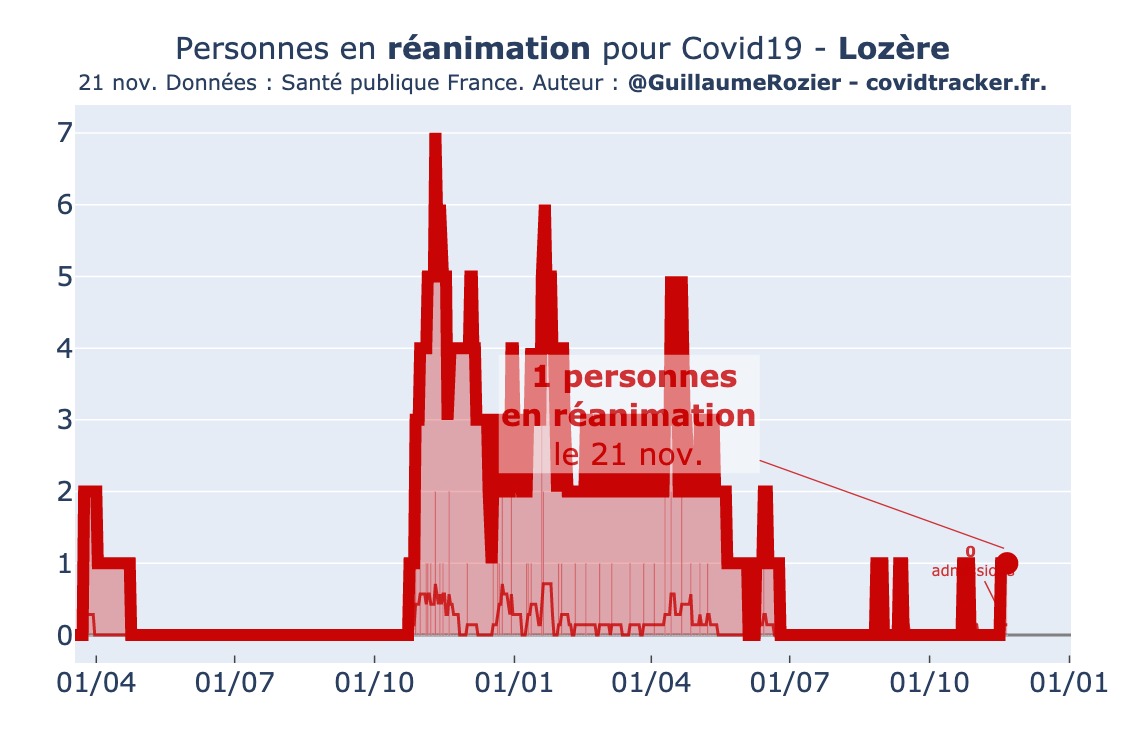 Personnes en réanimation pour Covid19 - Lozère
21 nov. Données : Santé publique France. Auteur : @GuillaumeRozier - covidtracker.fr.
7
6
5
4
3
2
1
0
1 personnes
en réanimation
le 21 nov.
0
admissions
01/04
01/07
01/10
01/01
01/04
01/07
01/10
01/01